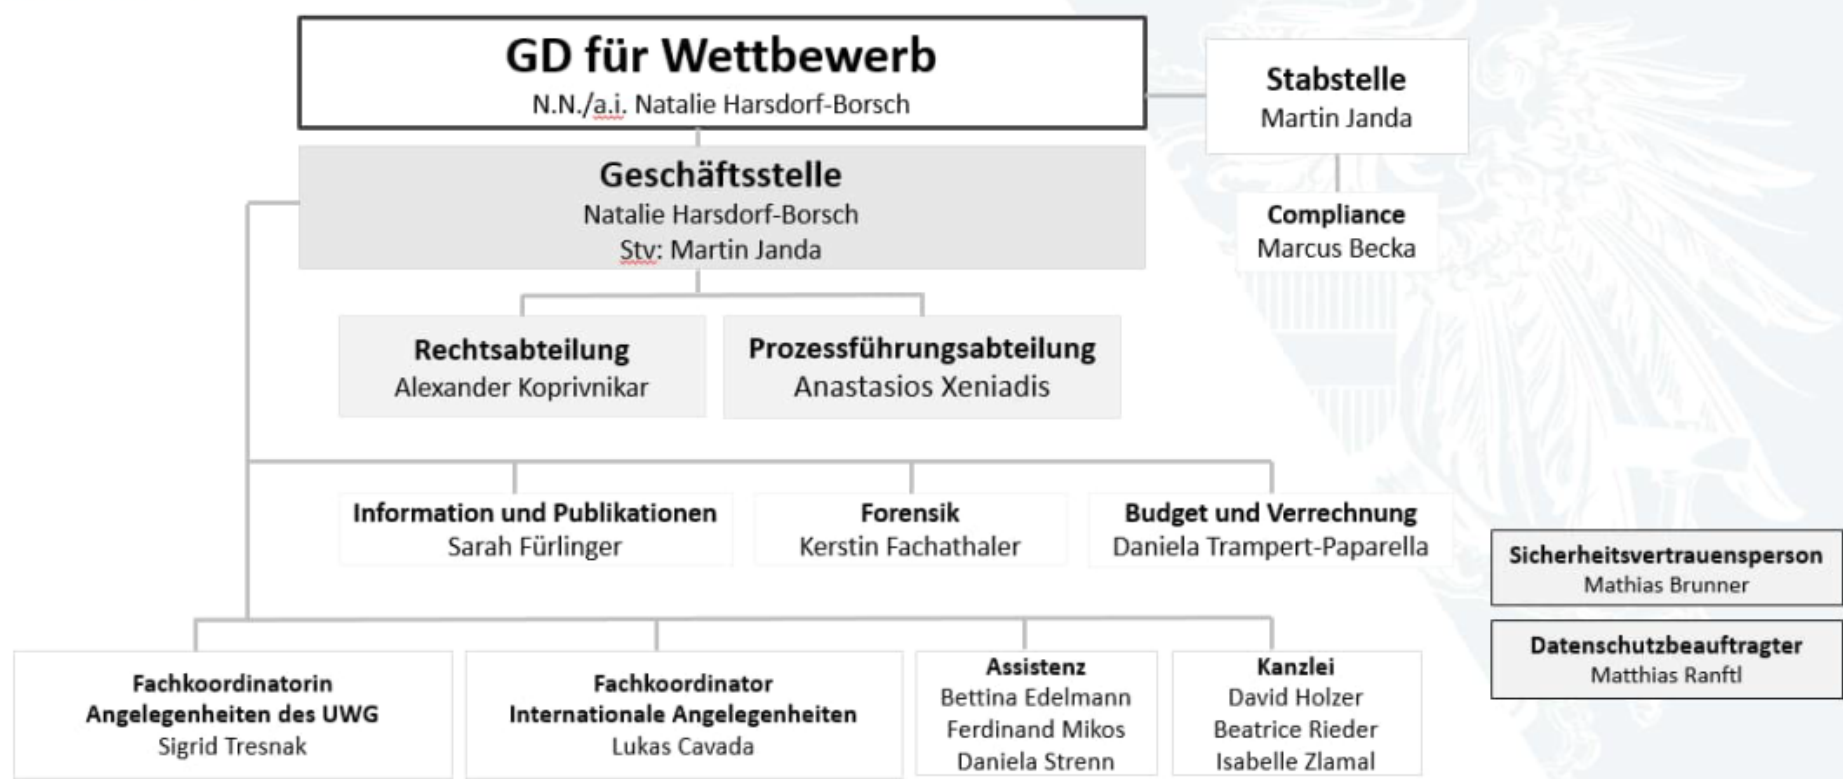 GD für Wettbewerb
N.N./a.i. Natalie Harsdorf-Borsch
Stabstelle
Martin Janda
Geschäftsstelle
Natalie Harsdorf-Borsch
Stv: Martin Janda
Compliance
Marcus Becka
Rechtsabteilung
Alexander Koprivnikar
Prozessführungsabteilung
Anastasios Xeniadis
Information und Publikationen
Sarah Fürlinger
Forensik
Kerstin Fachathaler
Budget und Verrechnung
Daniela Trampert-Paparella
Sicherheitsvertrauensperson
Mathias Brunner
Datenschutzbeauftragter
Matthias Ranftl
Fachkoordinatorin
Angelegenheiten des UWG
Sigrid Tresnak
Fachkoordinator
Internationale Angelegenheiten
Lukas Cavada
Assistenz
Bettina Edelmann
Ferdinand Mikos
Daniela Strenn
Kanzlei
David Holzer
Beatrice Rieder
Isabelle Zlamal